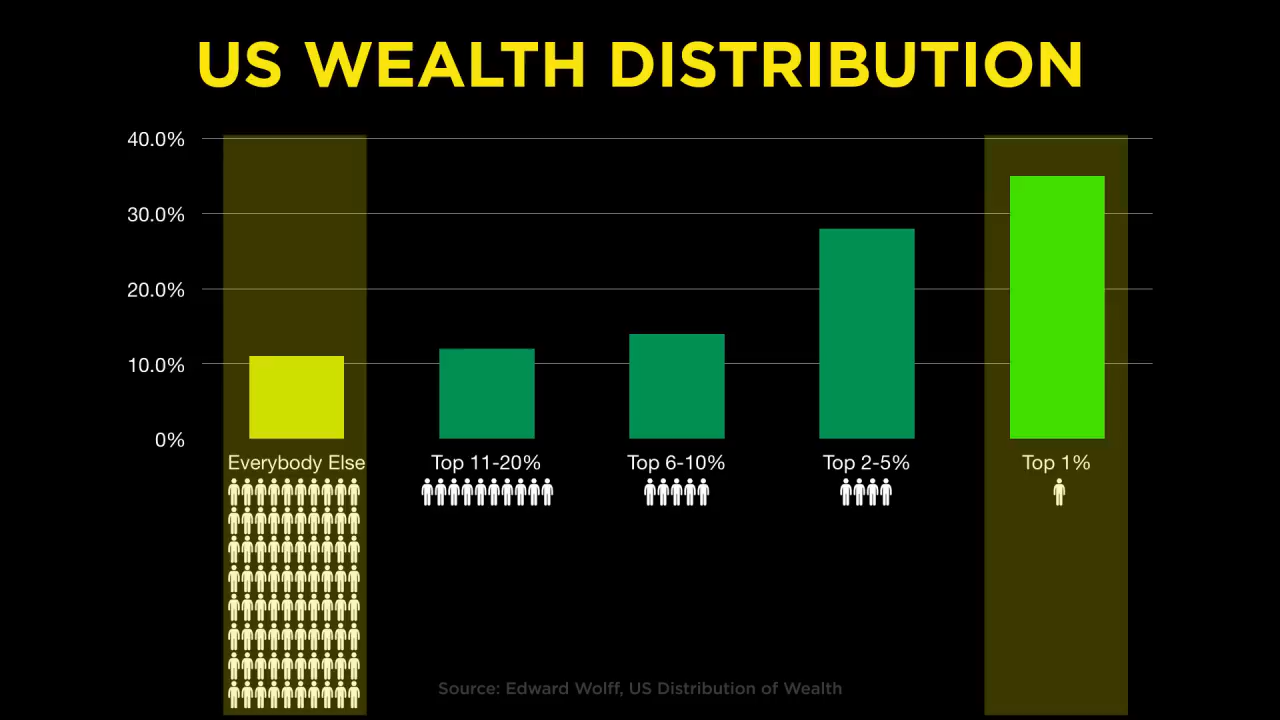 US WEALTH DISTRIBUTION
40.0%
30.0%
20.0%
10.0%
0%
Everybody Else
Top 11-20%
Top 6-10%
Top 2-5%
Top 1%
Source: Edward Wolff, US Distribution of Wealth